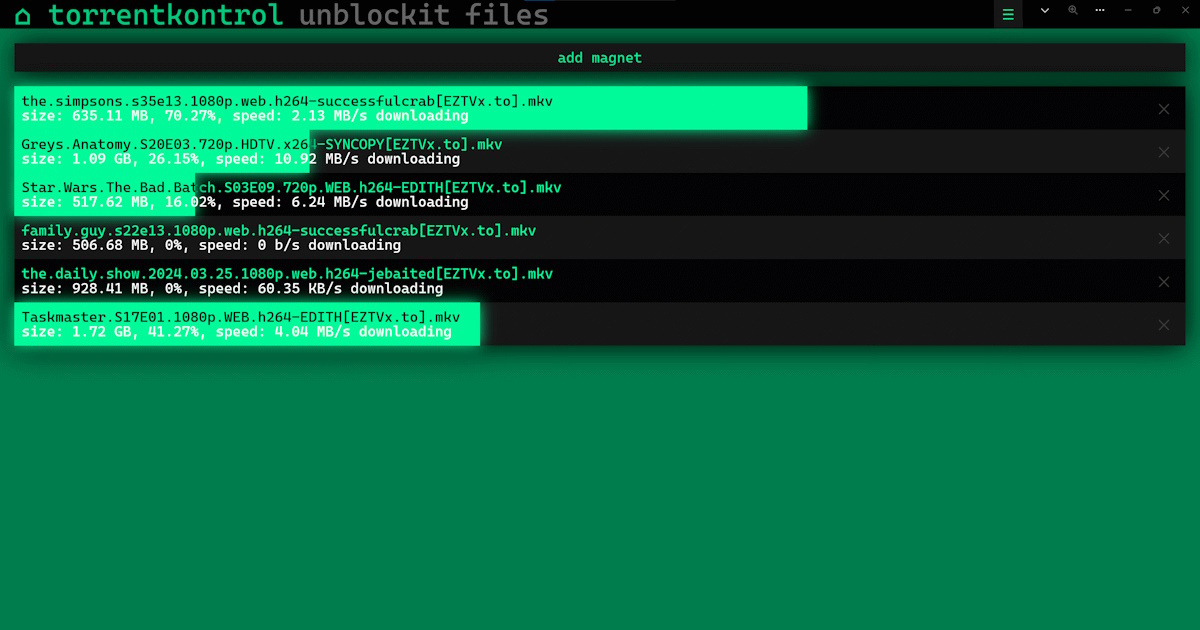 torrentkontrol unblockit files
add magnet
the.simpsons.s35e13.1080p.web.h264-successfulcrab[EZTVx.to].mkv
size: 635.11 MB, 70.27%, speed: 2.13 MB/s downloading
Greys.Anatomy.S20E03.720p.HDTV.x264-SYNCOPY[EZTVx.to].mkv
size: 1.09 GB, 26.15%, speed: 10.92 MB/s downloading
Star.Wars.The.Bad.Batch.S03E09.720p.WEB.h264-EDITH[EZTVx.to].mkv
size: 517.62 MB, 16.02%, speed: 6.24 MB/s downloading
family.guy.s22e13.1080p.web.h264-successfulcrab[EZTVx.to].mkv
size: 506.68 MB, 0%, speed: 0 b/s downloading
the.daily.show.2024.03.25.1080p.web.h264-jebaited[EZTVx.to].mkv
size: 928.41 MB, 0%, speed: 60.35 KB/s downloading
Taskmaster.S17E01.1080p.WEB.h264-EDITH[EZTVx.to].mkv
size: 1.72 GB, 41.27%, speed: 4.04 MB/s downloading